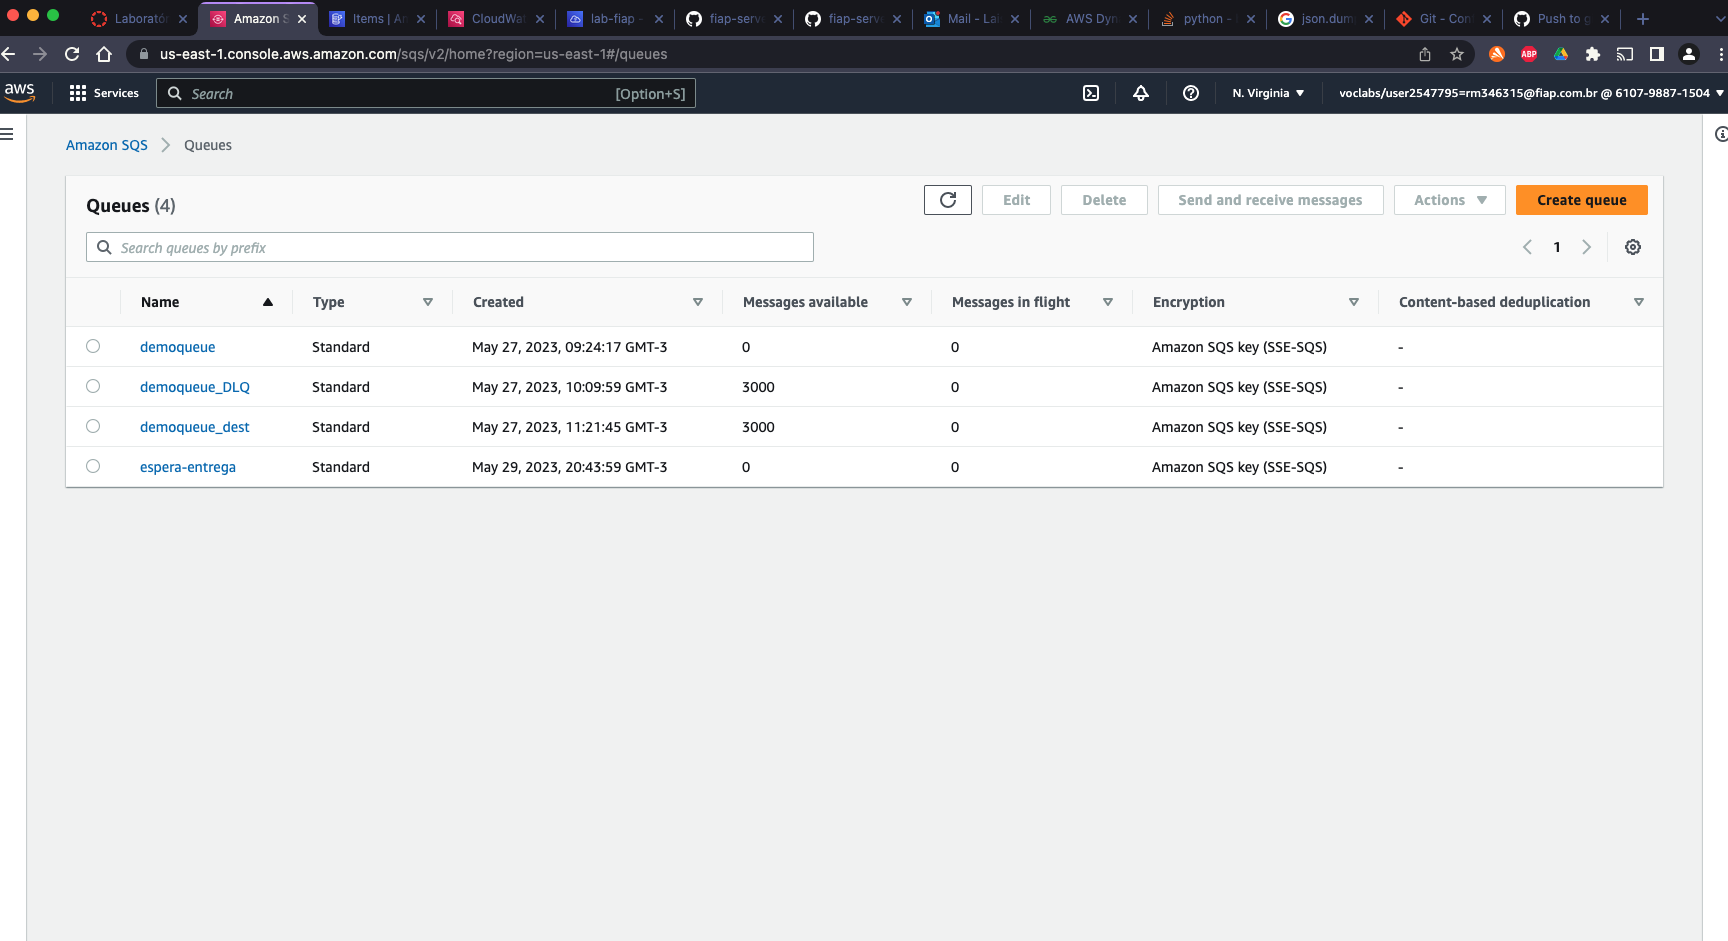 Laboratór Amazon S Items | Ar CloudWat lab-fiap - fiap-serve fiap-serve Mail - Lai AWS Dyn python - json.dum Git - Con Push to g
us-east-1.console.aws.amazon.com/sqs/v2/home?region=us-east-1#/queues ABP
aws Services Search [Option+S] N. Virginia voclabs/user2547795=rm346315@fiap.com.br @ 6107-9887-1504
Amazon SQS Queues
Queues (4) Edit Delete Send and receive messages Actions Create queue
Search queues by prefix 1
Name Type Created Messages available Messages in flight Encryption Content-based deduplication
demoqueue Standard May 27, 2023, 09:24:17 GMT-3 0 0 Amazon SQS key (SSE-SQS) -
demoqueue_DLQ Standard May 27, 2023, 10:09:59 GMT-3 3000 0 Amazon SQS key (SSE-SQS) -
demoqueue_dest Standard May 27, 2023, 11:21:45 GMT-3 3000 0 Amazon SQS key (SSE-SQS) -
espera-entrega Standard May 29, 2023, 20:43:59 GMT-3 0 0 Amazon SQS key (SSE-SQS) -